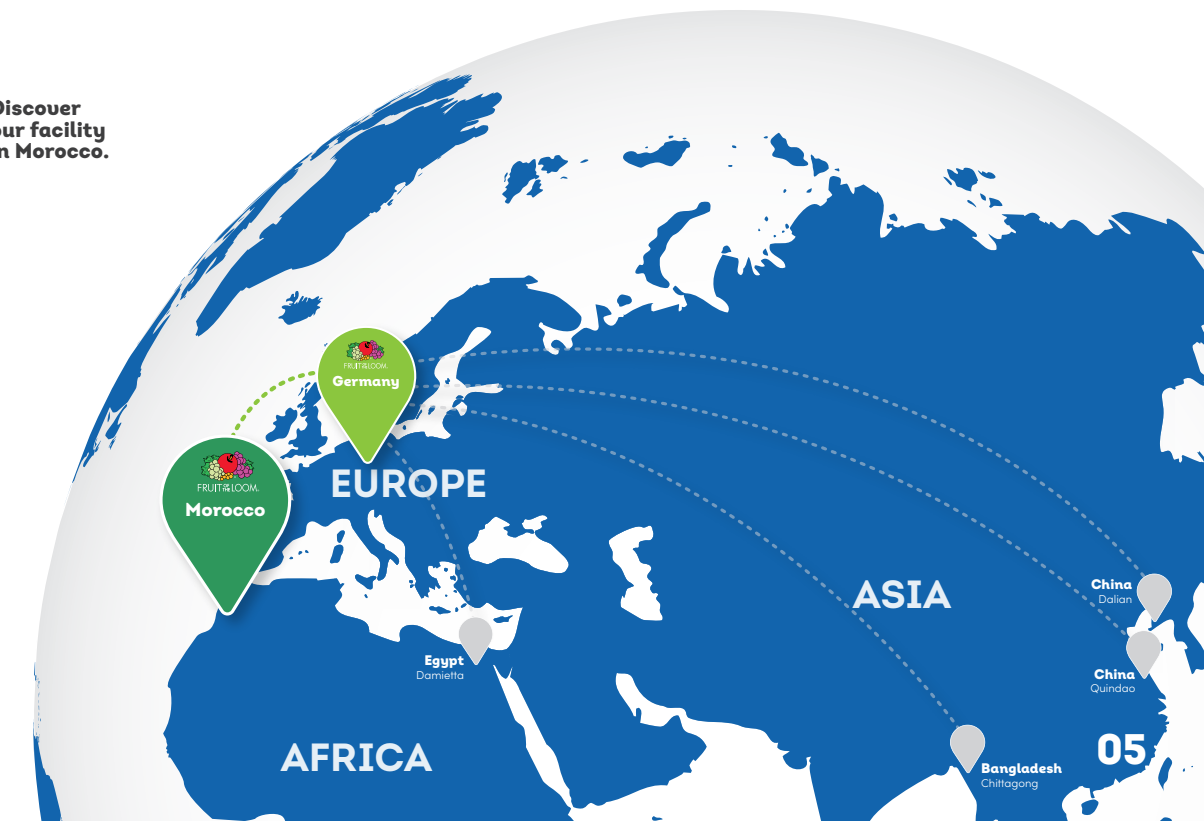 Discover
our facility
in Morocco.
FRUIT OF THE LOOM.
Germany
FRUIT OF THE LOOM.
Morocco
EUROPE
ASIA
China
Dalian
Egypt
Damietta
China
Quindao
AFRICA
05
Bangladesh
Chittagong